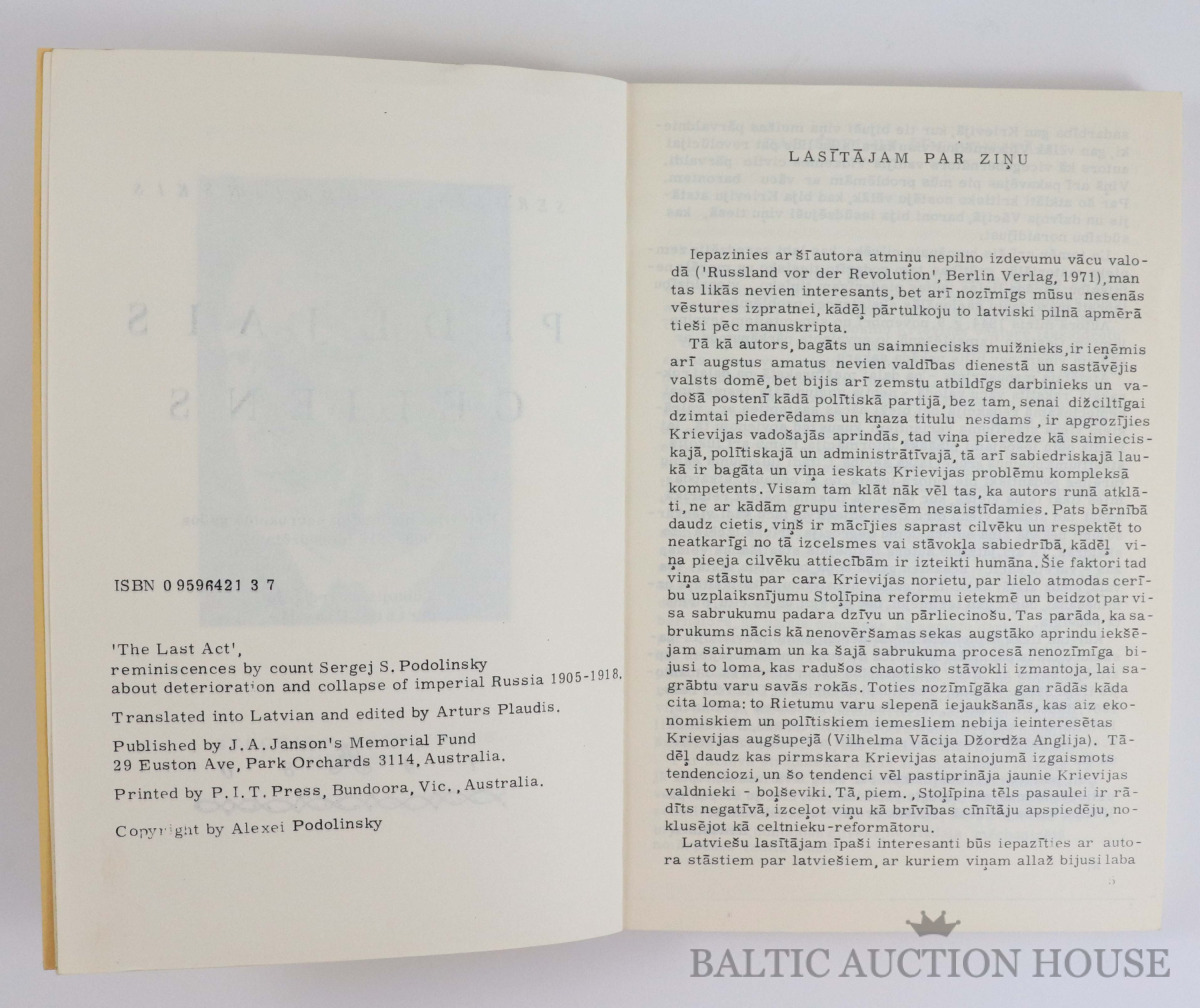 ISBN 0 9596421 3 7
'The Last Act',
reminiscences by count Sergej S. Podolinsky
about deterioration and collapse of imperial Russia 1905-1918.
Translated into Latvian and edited by Arturs Plaudis.
Published by J.A. Janson's Memorial Fund
29 Euston Ave, Park Orchards 3114, Australia.
Printed by P.I.T. Press, Bundoora, Vic., Australia.
Copyright by Alexei Podolinsky
LASĪTĀJAM PAR ZIŅU
Iepazinies ar šī autora atmiņu nepilno izdevumu vācu valo-
dā ('Russland vor der Revolution', Berlin Verlag, 1971), man
tas likās nevien interesants, bet arī nozīmīgs mūsu nesenās
vēstures izpratnei, kādēļ pārtulkoju to latviski pilnā apmērā
tieši pēc manuskripta.
Tā kā autors, bagāts un saimniecisks muižnieks, ir ieņēmis
arī augstus amatus nevien valdības dienestā un sastāvējis
valsts domē, bet bijis arī zemstu atbildīgs darbinieks un va-
došā postenī kādā polītiskā partijā, bez tam, senai dižciltīgai
dzimtai piederēdams un kņaza titulu nesdams, ir apgrozījies
Krievijas vadošajās aprindās, tad viņa pieredze kā saimiecis-
kajā, polītiskajā un administrātīvajā, tā arī sabiedriskajā lau-
kā ir bagāta un viņa ieskats Krievijas problēmu kompleksā
kompetents. Visam tam klāt nāk vēl tas, ka autors runā atklā-
ti, ne ar kādām grupu interesēm nesaistīdamies. Pats bērnībā
daudz cietis, viņš ir mācījies saprast cilvēku un respektēt to
neatkarīgi no tā izcelsmes vai stāvokļa sabiedrībā, kādēļ vi-
ņa pieeja cilvēku attiecībām ir izteikti humāna. Šie faktori tad
viņa stāstu par cara Krievijas norietu, par lielo atmodas cerī-
bu uzplaiksnījumu Stoļīpina reformu ietekmē un beidzot par vi-
sa sabrukumu padara dzīvu un pārliecinošu. Tas parāda, ka sa-
brukums nācis kā nenovēršamas sekas augstāko aprindu iekšē-
jam sairumam un ka šajā sabrukuma procesā nenozīmīga bi-
jusi to loma, kas radušos chaotisko stāvokli izmantoja, lai sa-
grābtu varu savās rokās. Toties nozīmīgāka gan rādās kāda
cita loma: to Rietumu varu slepenā iejaukšanās, kas aiz eko-
nomiskiem un polītiskiem iemesliem nebija ieinteresētas
Krievijas augšupejā (Vilhelma Vācija Džordža Anglija). Tā-
dēļ daudz kas pirmskara Krievijas atainojumā izgaismots
tendenciozi, un šo tendenci vēl pastiprināja jaunie Krievijas
valdnieki - boļševiki. Tā, piem., Stoļīpina tēls pasaulei ir rā-
dīts negatīvā, izceļot viņu kā brīvības cīnītāju apspiedēju, no-
klusējot kā celtnieku-reformātoru.
Latviešu lasītājam īpaši interesanti būs iepazīties ar auto-
ra stāstiem par latviešiem, ar kuriem viņam allaž bijusi laba
5
BALTIC AUCTION HOUSE